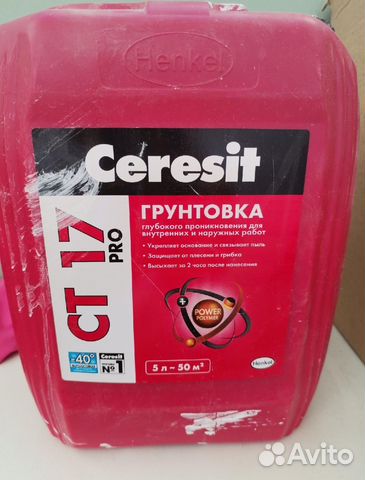 Henkel
Ceresit
CT 17
PRO
ГРУНТОВКА
глубокого проникновения для
внутренних и наружных работ
• Укрепляет основание и связывает пыль
• Защищает от плесени и грибка
• Высыхает за 2 часа после нанесения
POWER
POLYMER
-40°
Ceresit
№1
5 л ~ 50 м²
Henkel
Avito